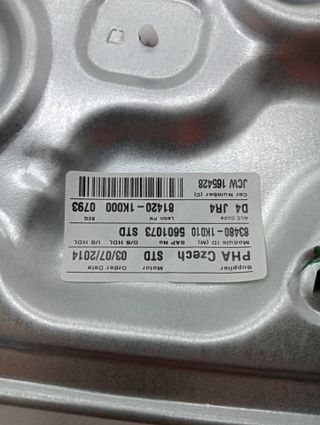 Supplier Motor Order Date
PHA Czech STD 03/07/2014
Module ID (M) SAP No O/S HDL I/S HDL
83480-1K010 5601073 STD
ALC Code Latch PN SEQ
D4 JR4 81420-1K000 0793
Car Number (C)
JCW 165428